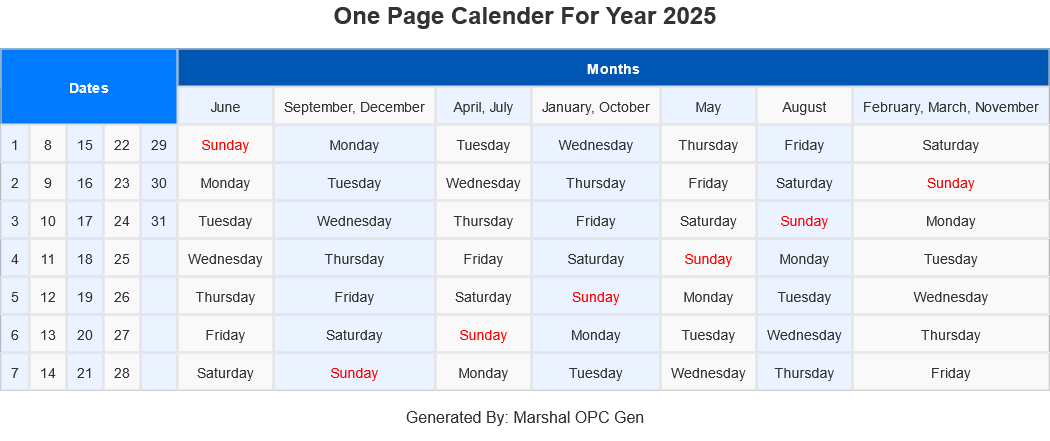 One Page Calender For Year 2025
Dates Months
June September, December April, July January, October May August February, March, November
1 8 15 22 29 Sunday Monday Tuesday Wednesday Thursday Friday Saturday
2 9 16 23 30 Monday Tuesday Wednesday Thursday Friday Saturday Sunday
3 10 17 24 31 Tuesday Wednesday Thursday Friday Saturday Sunday Monday
4 11 18 25 Wednesday Thursday Friday Saturday Sunday Monday Tuesday
5 12 19 26 Thursday Friday Saturday Sunday Monday Tuesday Wednesday
6 13 20 27 Friday Saturday Sunday Monday Tuesday Wednesday Thursday
7 14 21 28 Saturday Sunday Monday Tuesday Wednesday Thursday Friday
Generated By: Marshal OPC Gen